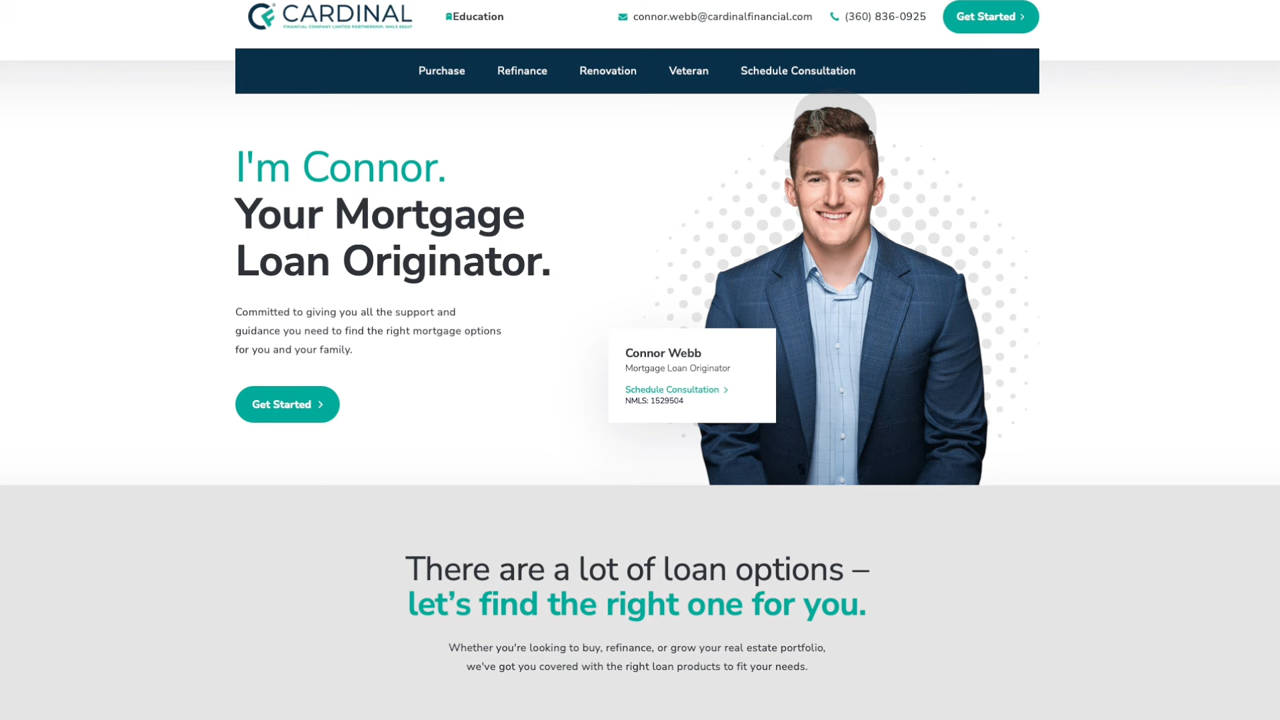 CARDINAL
FINANCIAL COMPANY LIMITED PARTNERSHIP, NMLS 66247
Education
connor.webb@cardinalfinancial.com
(360) 836-0925
Get Started
Purchase
Refinance
Renovation
Veteran
Schedule Consultation
I'm Connor.
Your Mortgage
Loan Originator.
Committed to giving you all the support and
guidance you need to find the right mortgage options
for you and your family.
Get Started
Connor Webb
Mortgage Loan Originator
Schedule Consultation
NMLS: 1529504
There are a lot of loan options –
let's find the right one for you.
Whether you're looking to buy, refinance, or grow your real estate portfolio,
we've got you covered with the right loan products to fit your needs.